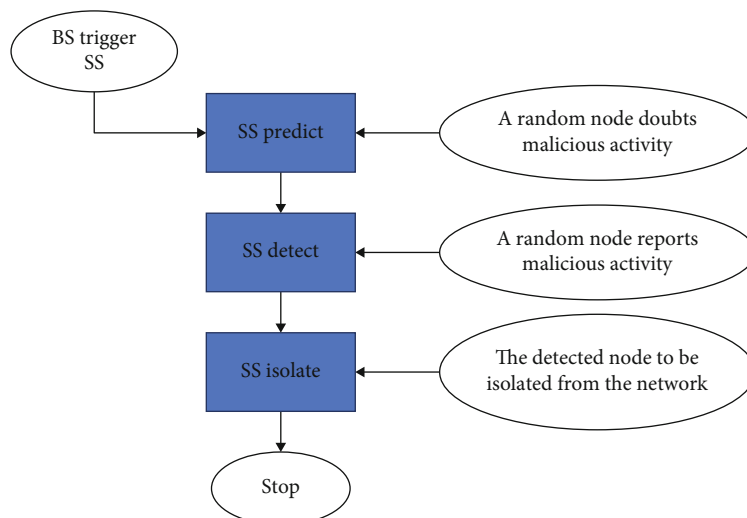 BS trigger
SS
SS predict
A random node doubts
malicious activity
SS detect
A random node reports
malicious activity
SS isolate
The detected node to be
isolated from the network
Stop